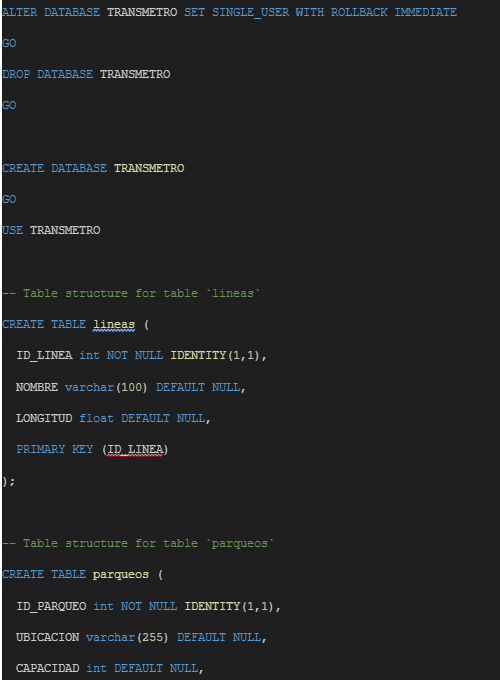 ALTER DATABASE TRANSMETRO SET SINGLE_USER WITH ROLLBACK IMMEDIATE
GO
DROP DATABASE TRANSMETRO
GO
CREATE DATABASE TRANSMETRO
GO
USE TRANSMETRO
-- Table structure for table `lineas`
CREATE TABLE lineas (
ID_LINEA int NOT NULL IDENTITY(1,1),
NOMBRE varchar(100) DEFAULT NULL,
LONGITUD float DEFAULT NULL,
PRIMARY KEY (ID_LINEA)
);
-- Table structure for table `parqueos`
CREATE TABLE parqueos (
ID_PARQUEO int NOT NULL IDENTITY(1,1),
UBICACION varchar(255) DEFAULT NULL,
CAPACIDAD int DEFAULT NULL,